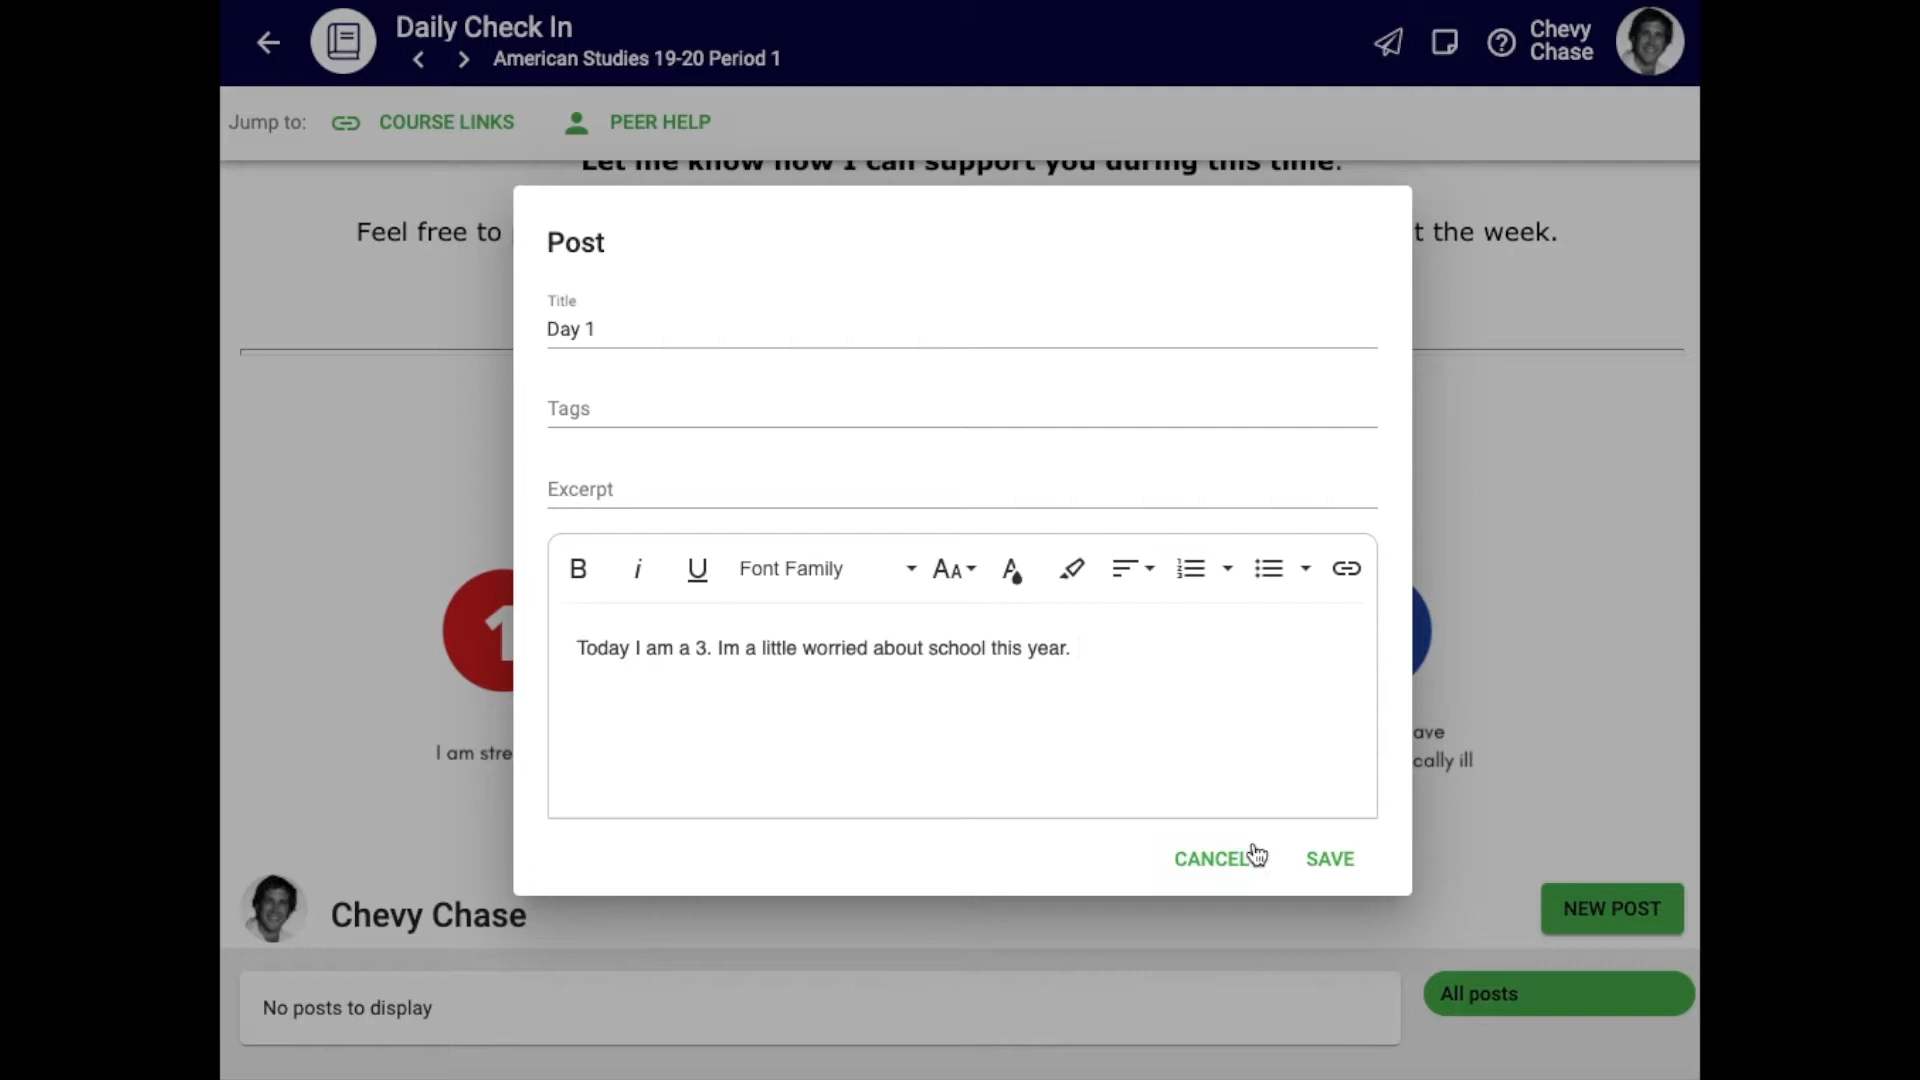 Daily Check In
American Studies 19-20 Period 1
Chevy
Chase
Jump to:
COURSE LINKS
PEER HELP
Let me know how I can support you during this time.
Feel free to
t the week.
Post
Title
Day 1
Tags
Excerpt
B i U Font Family AA A
Today I am a 3. Im a little worried about school this year.
1
I am stre
ave
cally ill
CANCEL
SAVE
Chevy Chase
NEW POST
No posts to display
All posts